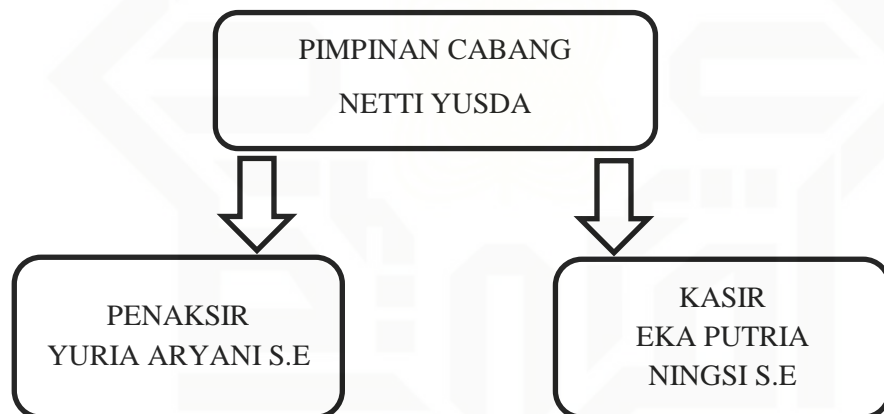 PIMPINAN CABANG
NETTI YUSDA
PENAKSIR
YURIA ARYANI S.E
KASIR
EKA PUTRIA
NINGSI S.E